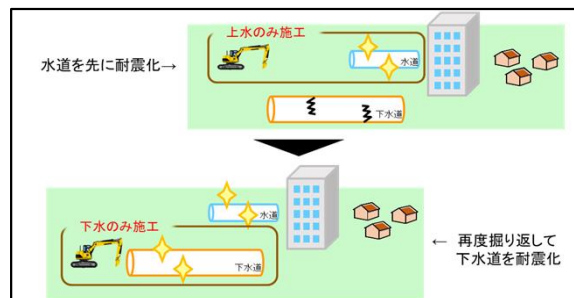 上水のみ施工
水道を先に耐震化→
水道
下水道
下水のみ施工
水道
下水道
← 再度掘り返して
下水道を耐震化